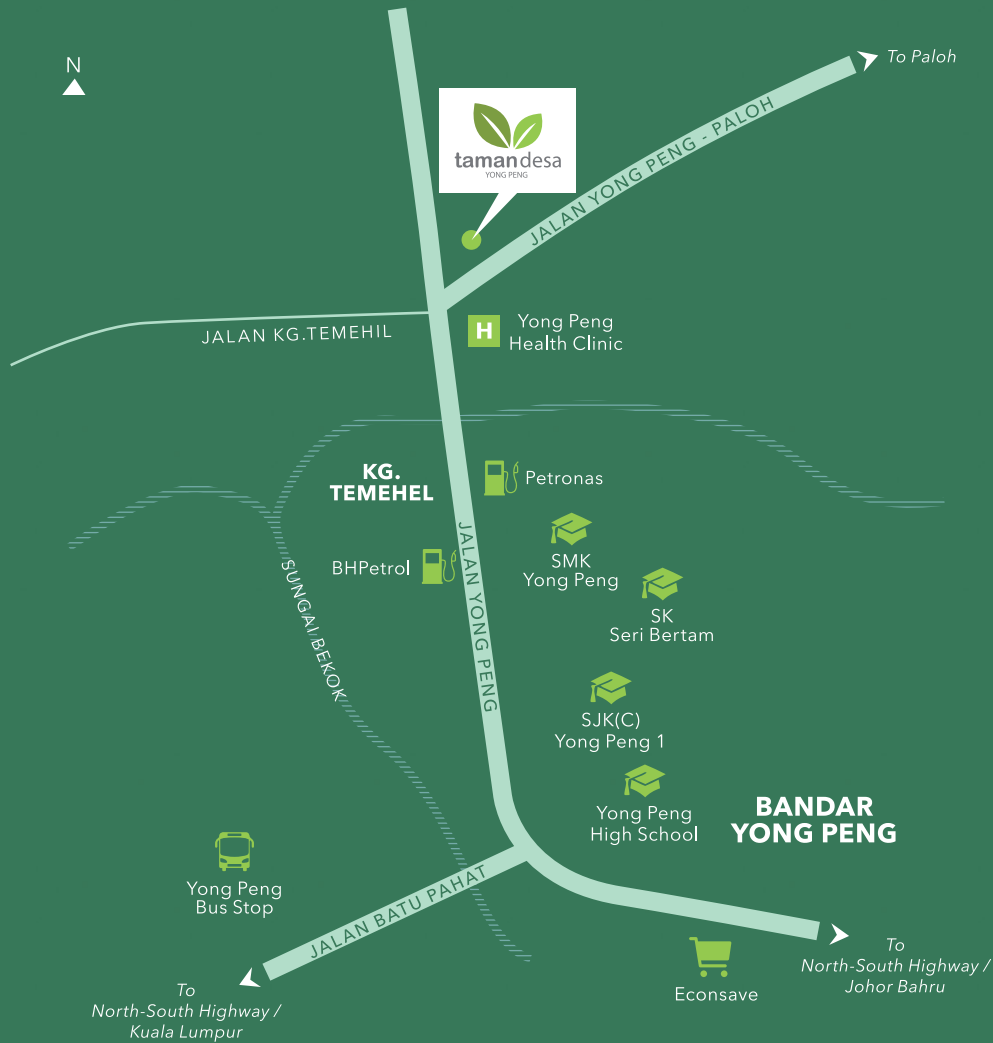 N
To Paloh
tamandesa
YONG PENG
JALAN YONG PENG - PALOH
JALAN KG.TEMEHIL
H
Yong Peng
Health Clinic
KG.
TEMEHEL
Petronas
BHPetrol
JALAN YONG PENG
SMK
Yong Peng
SK
Seri Bertam
SUNGAI BEKOK
SJK(C)
Yong Peng 1
Yong Peng
High School
BANDAR
YONG PENG
Yong Peng
Bus Stop
JALAN BATU PAHAT
To
North-South Highway /
Kuala Lumpur
Econsave
To
North-South Highway /
Johor Bahru